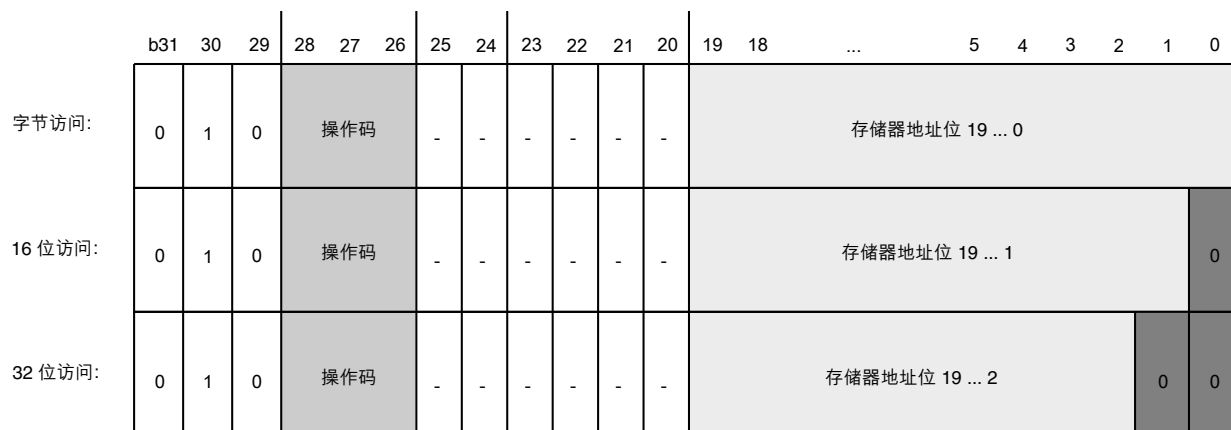 b31 30 29 28 27 26 25 24 23 22 21 20 19 18 ... 5 4 3 2 1 0
字节访问: 0 1 0 操作码 - - - - - - 存储器地址位 19 ... 0
16 位访问: 0 1 0 操作码 - - - - - - 存储器地址位 19 ... 1 0
32 位访问: 0 1 0 操作码 - - - - - - 存储器地址位 19 ... 2 0 0